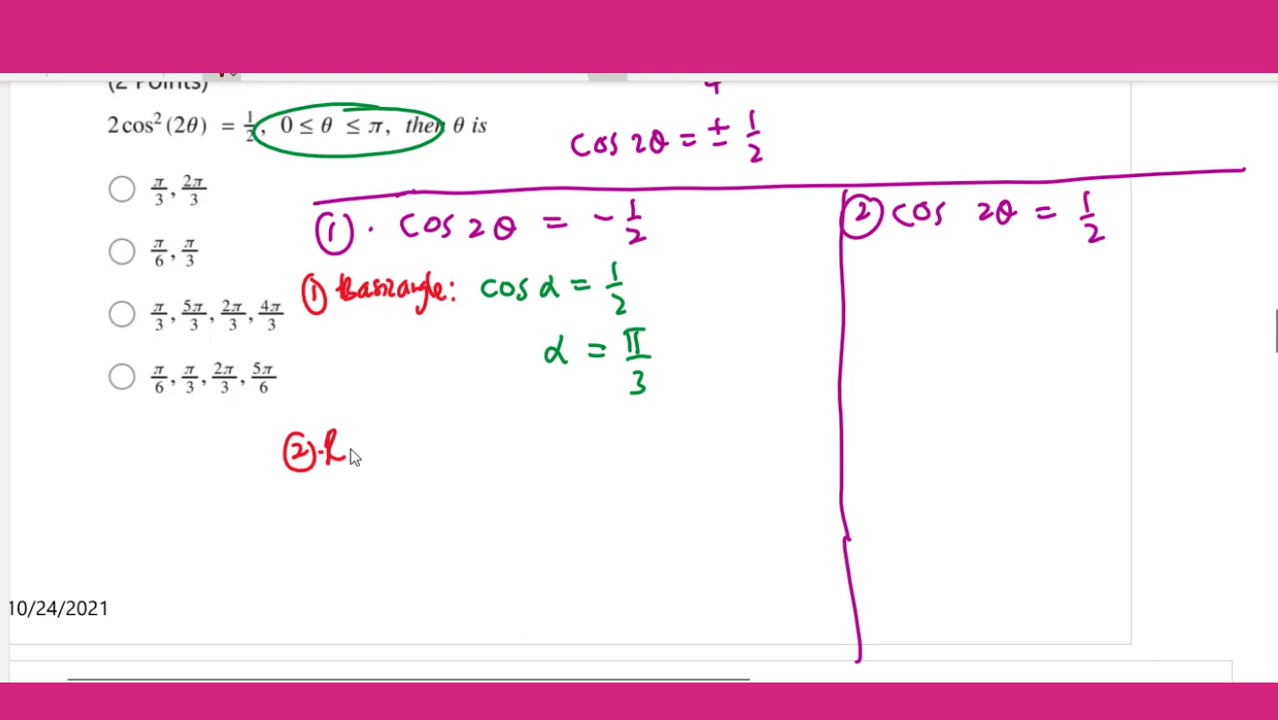 (2 Points)
2cos² (2θ) = 1/2, 0 ≤ θ ≤ π, then θ is
π/3, 2π/3
π/6, π/3
π/3, 5π/3, 2π/3, 4π/3
π/6, π/3, 2π/3, 5π/6
4
cos 2θ = ± 1/2
① . cos 2θ = - 1/2
① angle: cos α = 1/2
α = π/3
②.R
② cos 2θ = 1/2
10/24/2021